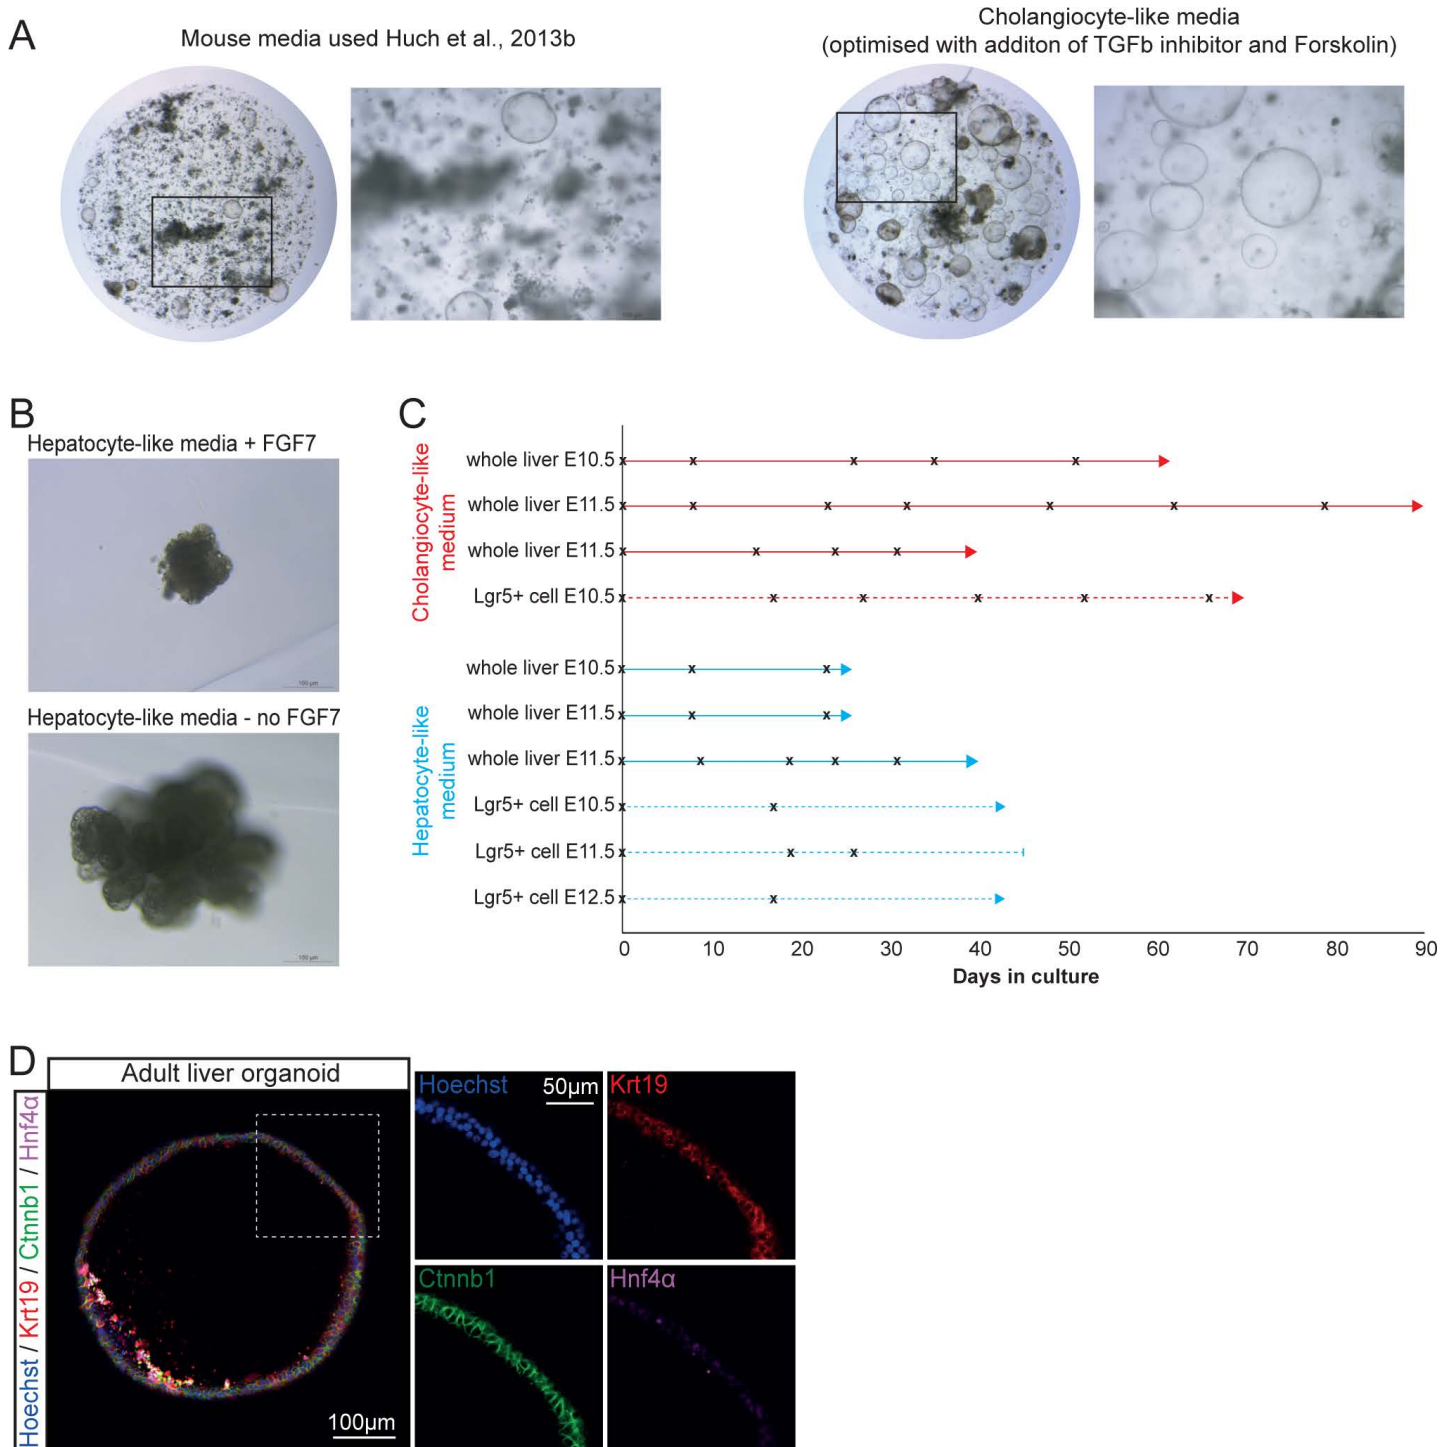 A
Mouse media used Huch et al., 2013b
Cholangiocyte-like media
(optimised with additon of TGFb inhibitor and Forskolin)
B
Hepatocyte-like media + FGF7
100 µm
Hepatocyte-like media - no FGF7
100 µm
C
Cholangiocyte-like
medium
whole liver E10.5
whole liver E11.5
whole liver E11.5
Lgr5+ cell E10.5
Hepatocyte-like
medium
whole liver E10.5
whole liver E11.5
whole liver E11.5
Lgr5+ cell E10.5
Lgr5+ cell E11.5
Lgr5+ cell E12.5
0 10 20 30 40 50 60 70 80 90
Days in culture
D
Adult liver organoid
Hoechst / Krt19 / Ctnnb1 / Hnf4α
100µm
Hoechst
50µm
Krt19
Ctnnb1
Hnf4α